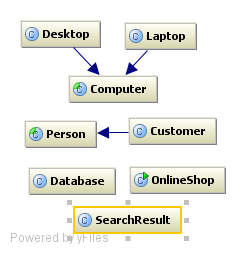 Desktop
Laptop
Computer
Person
Customer
Database
OnlineShop
SearchResult
Powered by yFiles